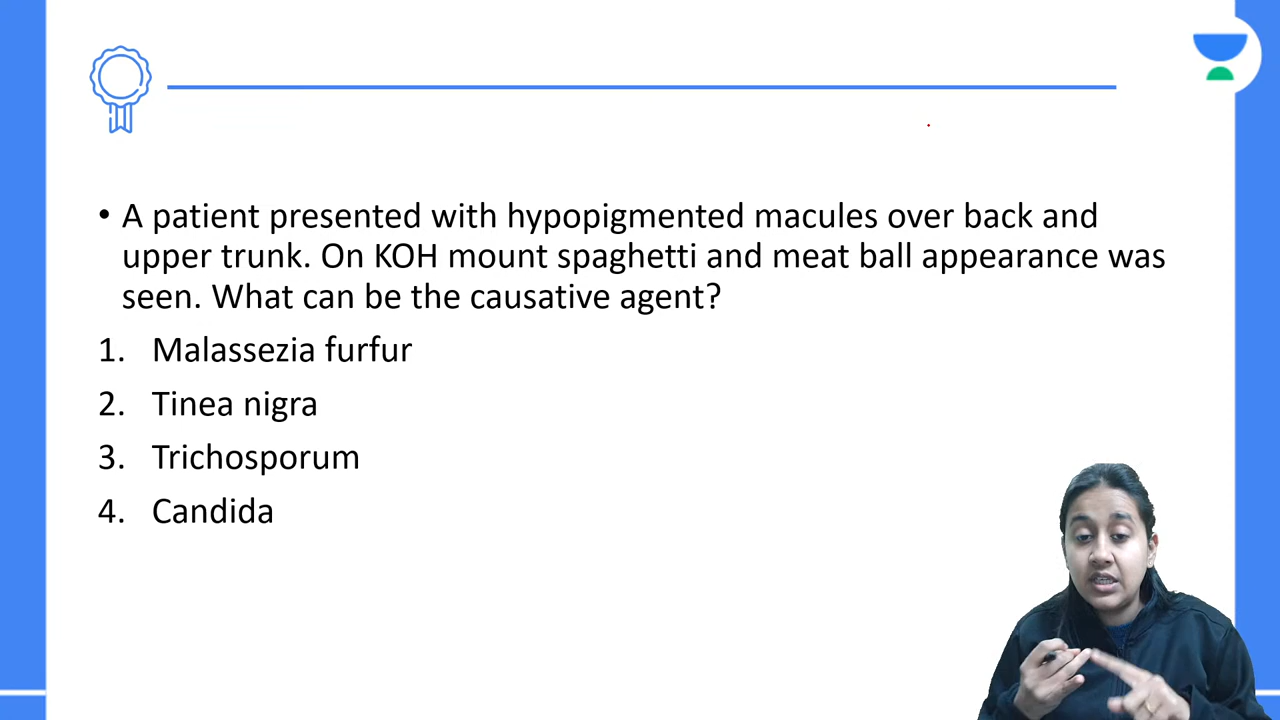 • A patient presented with hypopigmented macules over back and
upper trunk. On KOH mount spaghetti and meat ball appearance was
seen. What can be the causative agent?
1. Malassezia furfur
2. Tinea nigra
3. Trichosporum
4. Candida